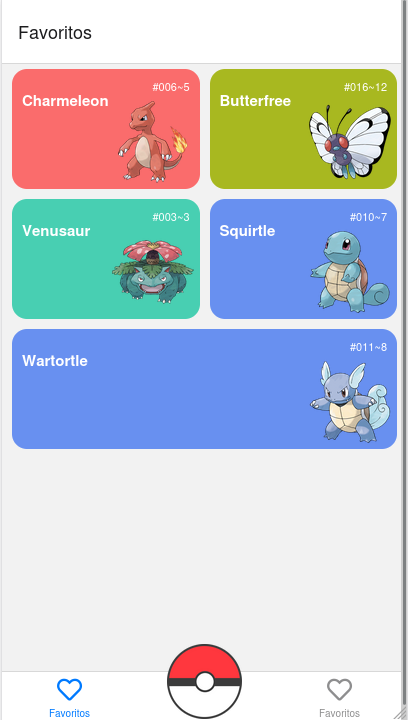 Favoritos
#006~5
Charmeleon
#016~12
Butterfree
#003~3
Venusaur
#010~7
Squirtle
#011~8
Wartortle
Favoritos
Favoritos